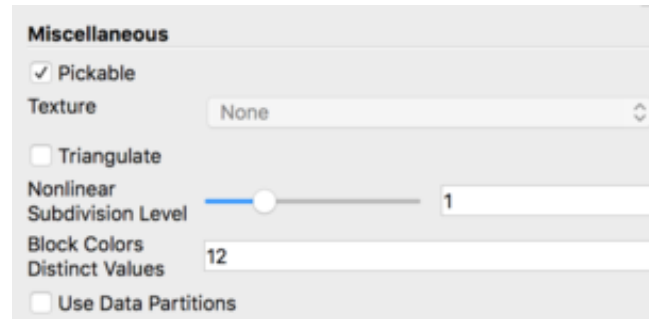 Miscellaneous
Pickable
Texture
None
Triangulate
Nonlinear
Subdivision Level
1
Block Colors
Distinct Values
12
Use Data Partitions